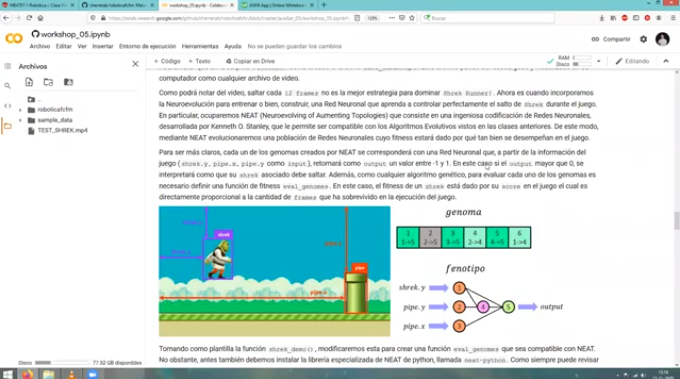 workshop_05.ipynb
Archivo Editar Ver Insertar Entorno de ejecución Herramientas Ayuda No se pueden guardar los cambios
Compartir
Archivos
+ Código + Texto Copiar en Drive
RAM
Disco
Editando
..
roboticafcfm
sample_data
TEST_SHREK.mp4
computador como cualquier archivo de video.
Como podrá notar del video, saltar cada 12 frames no es la mejor estrategia para dominar Shrek Runner!. Ahora es cuando incorporamos
la Neuroevolución para entrenar o bien, construir, una Red Neuronal que aprenda a controlar perfectamente el salto de Shrek durante el juego.
En particular, ocuparemos NEAT (Neuroevolving of Aumenting Topologies) que consiste en una ingeniosa codificación de Redes Neuronales,
desarrollada por Kenneth O. Stanley, que le permite ser compatible con los Algoritmos Evolutivos vistos en las clases anteriores. De este modo,
mediante NEAT evolucionaremos una población de Redes Neuronales cuyo fitness estará dado por qué tan bien se desempeñan en el juego.
Para ser más claros, cada uno de los genomas creados por NEAT se corresponderá con una Red Neuronal que, a partir de la información del
juego (shrek.y, pipe.x, pipe.y como input), retornará como output un valor entre -1 y 1. En este caso si el output mayor que 0, se
interpretará como que su shrek asociado debe saltar. Además, como cualquier algoritmo genético, para evaluar cada uno de los genomas es
necesario definir una función de fitness eval_genomes. En este caso, el fitness de un shrek está dado por su score en el juego el cual es
directamente proporcional a la cantidad de frames que ha sobrevivido en la ejecución del juego.
shrek
pipe
pipe.x
genoma
1 2 3 4 5 6
1->5 2->5 3->5 2->4 4->5 1->4
fenotipo
shrek.y 1
pipe.y 2 4 5 output
pipe.x 3
Tomando como plantilla la función shrek_demo(), modificaremos esta para crear una función eval_genomes que sea compatible con NEAT.
No obstante, antes también debemos instalar la librería especializada de NEAT de python, llamada neat-python. Como siempre puede revisar
Disco 77.52 GB disponibles